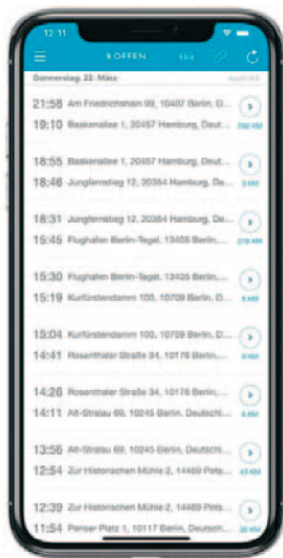 12:11
9 OFFEN
Donnerstag, 22. März
21:56 Am Friedrichshain 99, 10407 Berlin, D...
19:10 Baskenallee 1, 20457 Hamburg, Deut...
18:55 Baskenallee 1, 20457 Hamburg, Deut...
18:46 Jungfernstieg 12, 20354 Hamburg, De...
18:31 Jungfernstieg 12, 20354 Hamburg, De...
15:45 Flughafen Berlin-Tegel, 13405 Berlin,...
15:30 Flughafen Berlin-Tegel, 13405 Berlin,...
15:19 Kurfürstendamm 100, 10709 Berlin,...
6 KM
15:04 Kurfürstendamm 100, 10709 Berlin,...
14:41 Rosenthaler Straße 34, 10178 Berlin,...
14:26 Rosenthaler Straße 34, 10178 Berlin,...
14:11 Alt-Stralau 69, 10245 Berlin, Deutschl...
6 KM
13:56 Alt-Stralau 69, 10245 Berlin, Deutschl...
12:54 Zur Historischen Mühle 2, 14469 Pots...
43 KM
12:39 Zur Historischen Mühle 2, 14469 Pots...
11:54 Pariser Platz 1, 10117 Berlin, Deutsch...